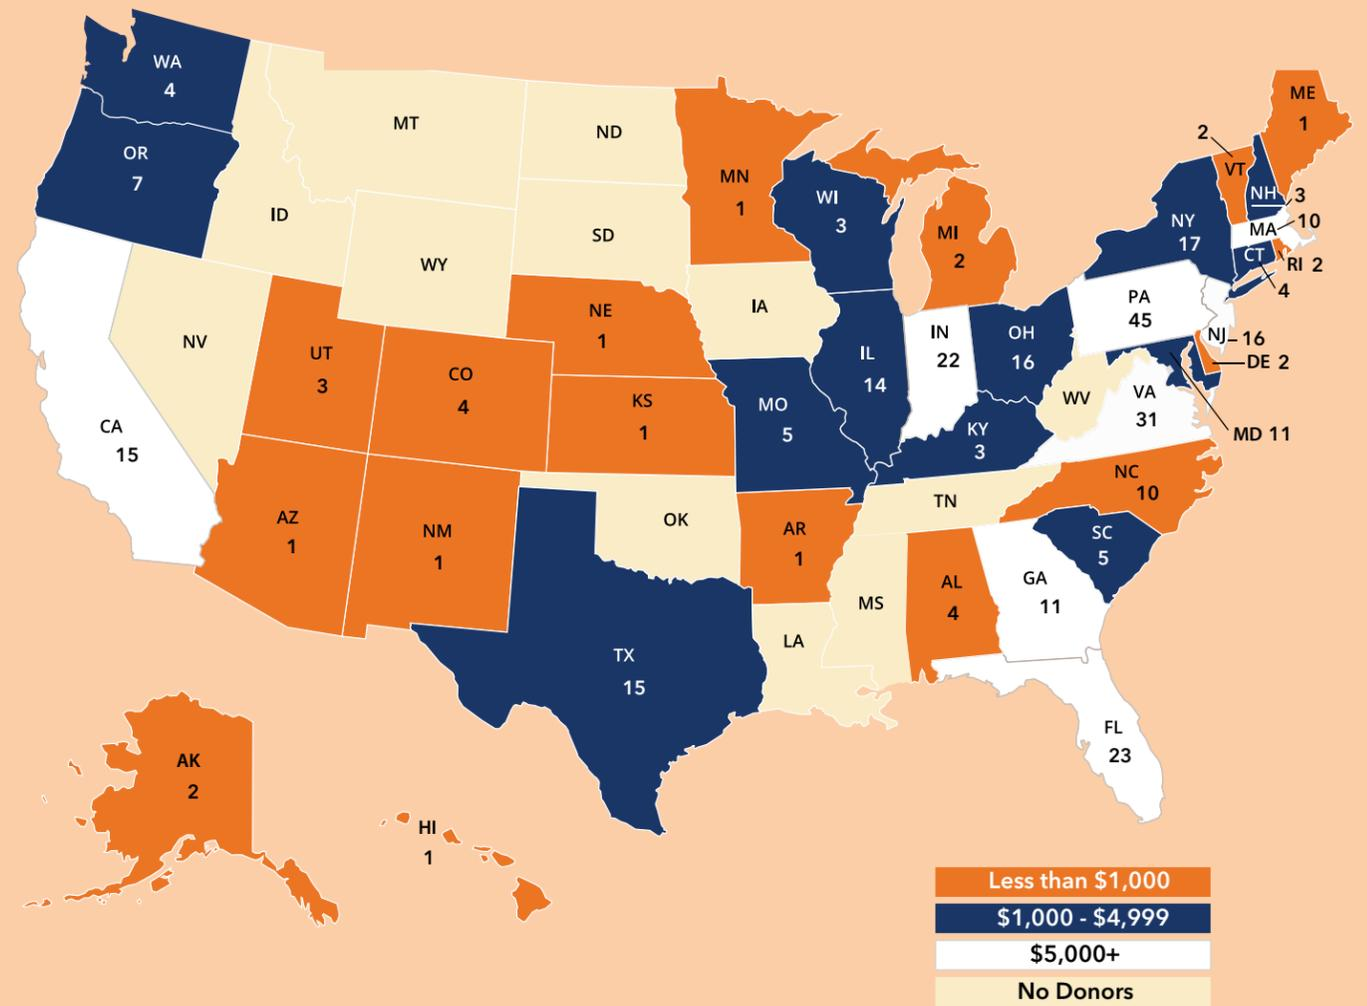 WA
4
OR
7
CA
15
NV
ID
MT
WY
ND
SD
UT
3
CO
4
AZ
1
NM
1
NE
1
KS
1
OK
TX
15
MN
1
IA
MO
5
AR
1
LA
WI
3
IL
14
MI
2
IN
22
OH
16
KY
3
TN
MS
AL
4
GA
11
FL
23
SC
5
NC
10
VA
31
WV
PA
45
NY
17
2
VT
ME
1
NH
3
MA
10
RI 2
CT
4
NJ
16
DE 2
MD 11
AK
2
HI
1
Less than $1,000
$1,000 - $4,999
$5,000+
No Donors